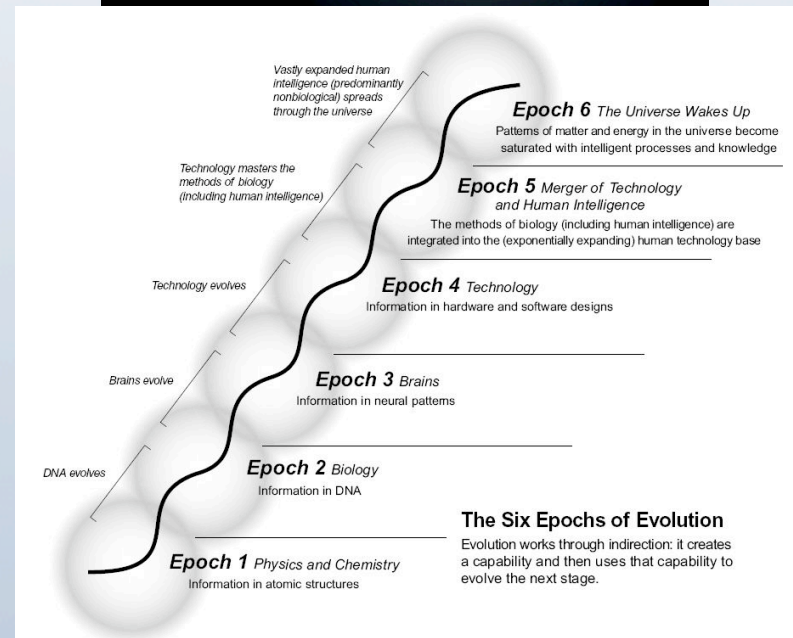 Vastly expanded human
intelligence (predominantly
nonbiological) spreads
through the universe
Epoch 6 The Universe Wakes Up
Patterns of matter and energy in the universe become
saturated with intelligent processes and knowledge
Technology masters the
methods of biology
(including human intelligence)
Epoch 5 Merger of Technology
and Human Intelligence
The methods of biology (including human intelligence) are
integrated into the (exponentially expanding) human technology base
Technology evolves
Epoch 4 Technology
Information in hardware and software designs
Brains evolve
Epoch 3 Brains
Information in neural patterns
DNA evolves
Epoch 2 Biology
Information in DNA
Epoch 1 Physics and Chemistry
Information in atomic structures
The Six Epochs of Evolution
Evolution works through indirection: it creates
a capability and then uses that capability to
evolve the next stage.